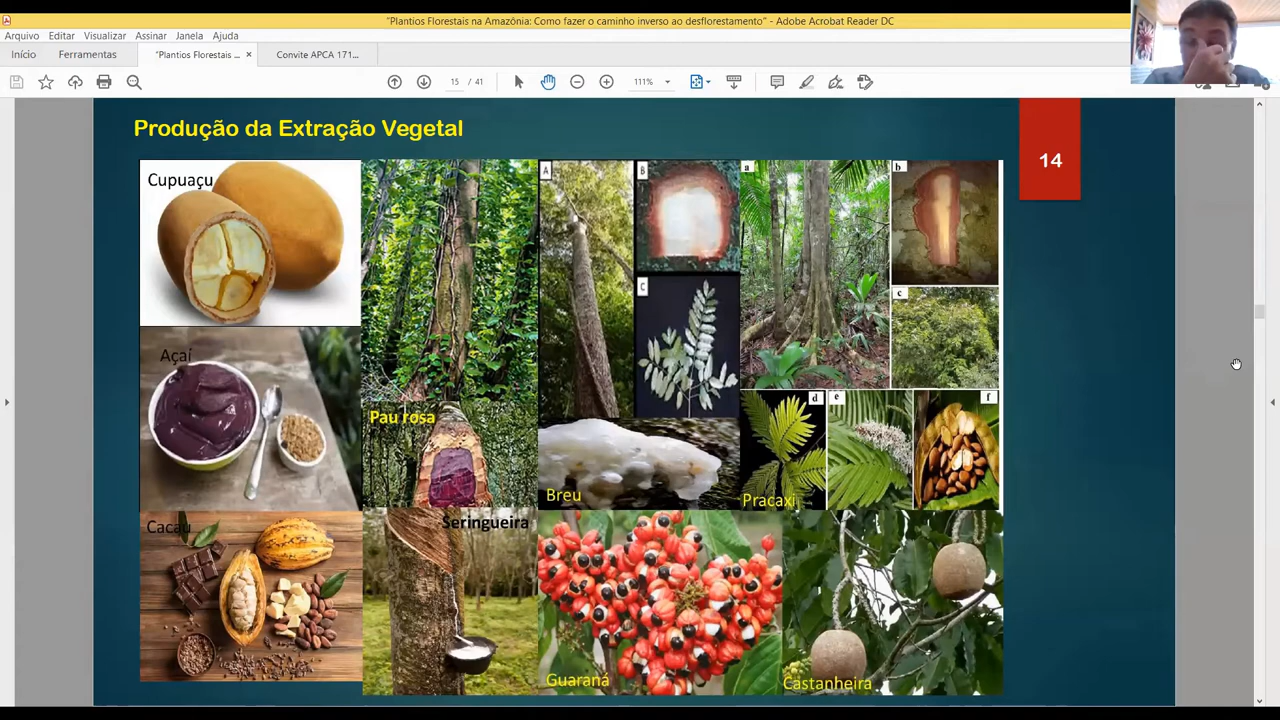 "Plantios Florestais na Amazônia: Como fazer o caminho inverso ao desflorestamento" - Adobe Acrobat Reader DC
Arquivo Editar Visualizar Assinar Janela Ajuda
Início Ferramentas "Plantios Florestais ... × Convite APCA 171...
15 / 41 111%
Produção da Extração Vegetal
14
Cupuaçu
A B a b
C c
Açaí
Pau rosa
d e f
Breu
Pracaxi
Cacau
Seringueira
Guaraná
Castanheira